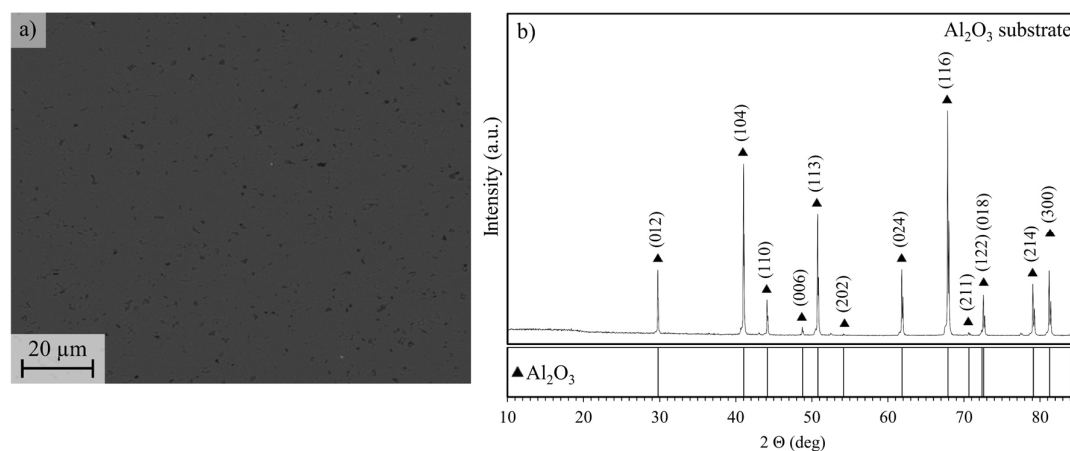 a)
20 µm
b)
Al₂O₃ substrate
Intensity (a.u.)
▲ (012)
▲ (104)
▲ (110)
▲ (006)
▲ (113)
▲ (202)
▲ (024)
▲ (116)
▲ (211)
▲ (122) (018)
▲ (214)
▲ (300)
▲ Al₂O₃
10 20 30 40 50 60 70 80
2 Θ (deg)